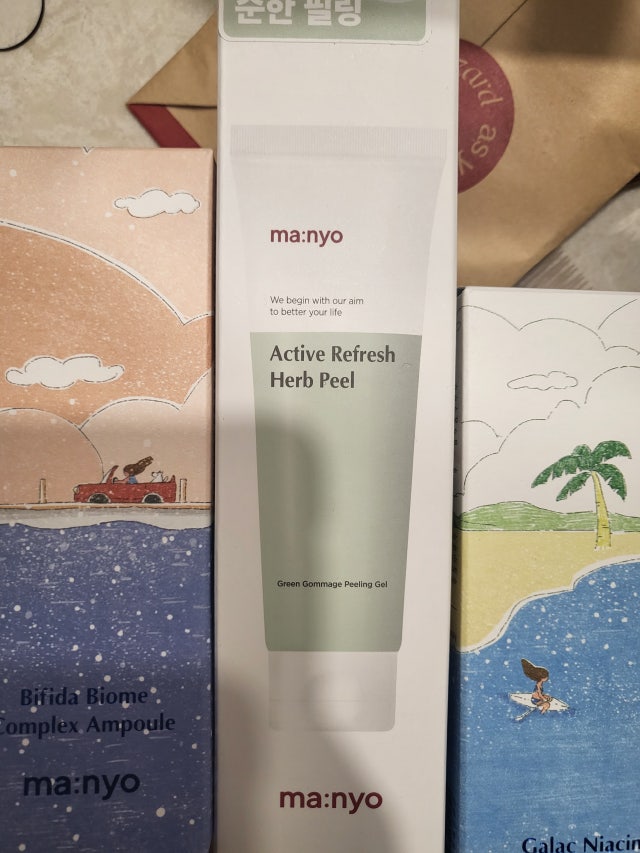 순한 필링
ma:nyo
We begin with our aim
to better your life
Active Refresh
Herb Peel
Green Gommage Peeling Gel
ma:nyo
Bifida Biome
Complex Ampoule
ma:nyo
Galac Niacin
as